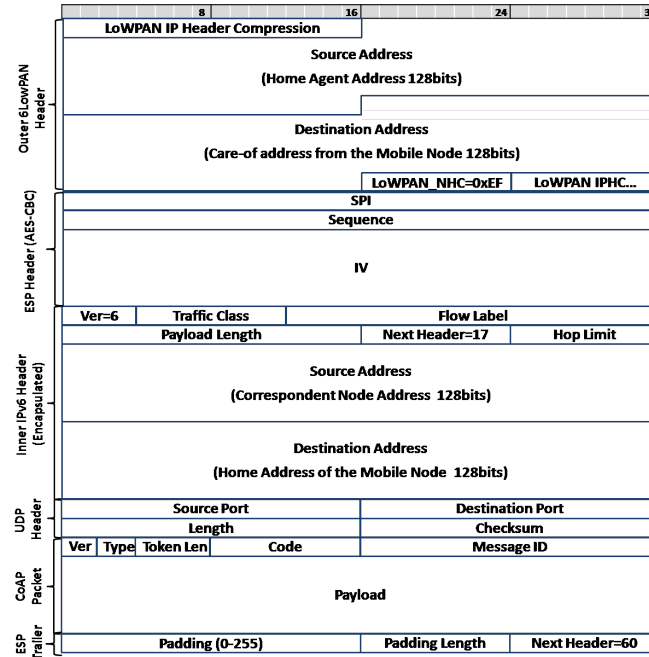 8 16 24 3
LoWPAN IP Header Compression
Source Address
(Home Agent Address 128bits)
Outer 6LowPAN
Header
Destination Address
(Care-of address from the Mobile Node 128bits)
LoWPAN_NHC=0xEF LoWPAN IPHC...
SPI
Sequence
ESP Header (AES-CBC)
IV
Ver=6 Traffic Class Flow Label
Payload Length Next Header=17 Hop Limit
Inner IPv6 Header
(Encapsulated)
Source Address
(Correspondent Node Address 128bits)
Destination Address
(Home Address of the Mobile Node 128bits)
UDP
Header
Source Port Destination Port
Length Checksum
Ver Type Token Len Code Message ID
CoAP
Packet
Payload
ESP
Trailer
Padding (0-255) Padding Length Next Header=60